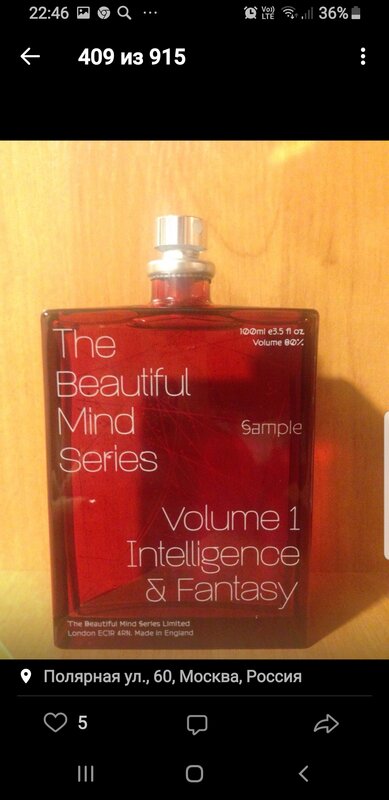 22:46
Vo)) LTE 36%
409 из 915
The
Beautiful
Mind
Series
100ml e3.5 fl oz
Volume 80%
Sample
Volume 1
Intelligence
& Fantasy
The Beautiful Mind Series Limited
London EC1R 4RN. Made in England
Полярная ул., 60, Москва, Россия
5